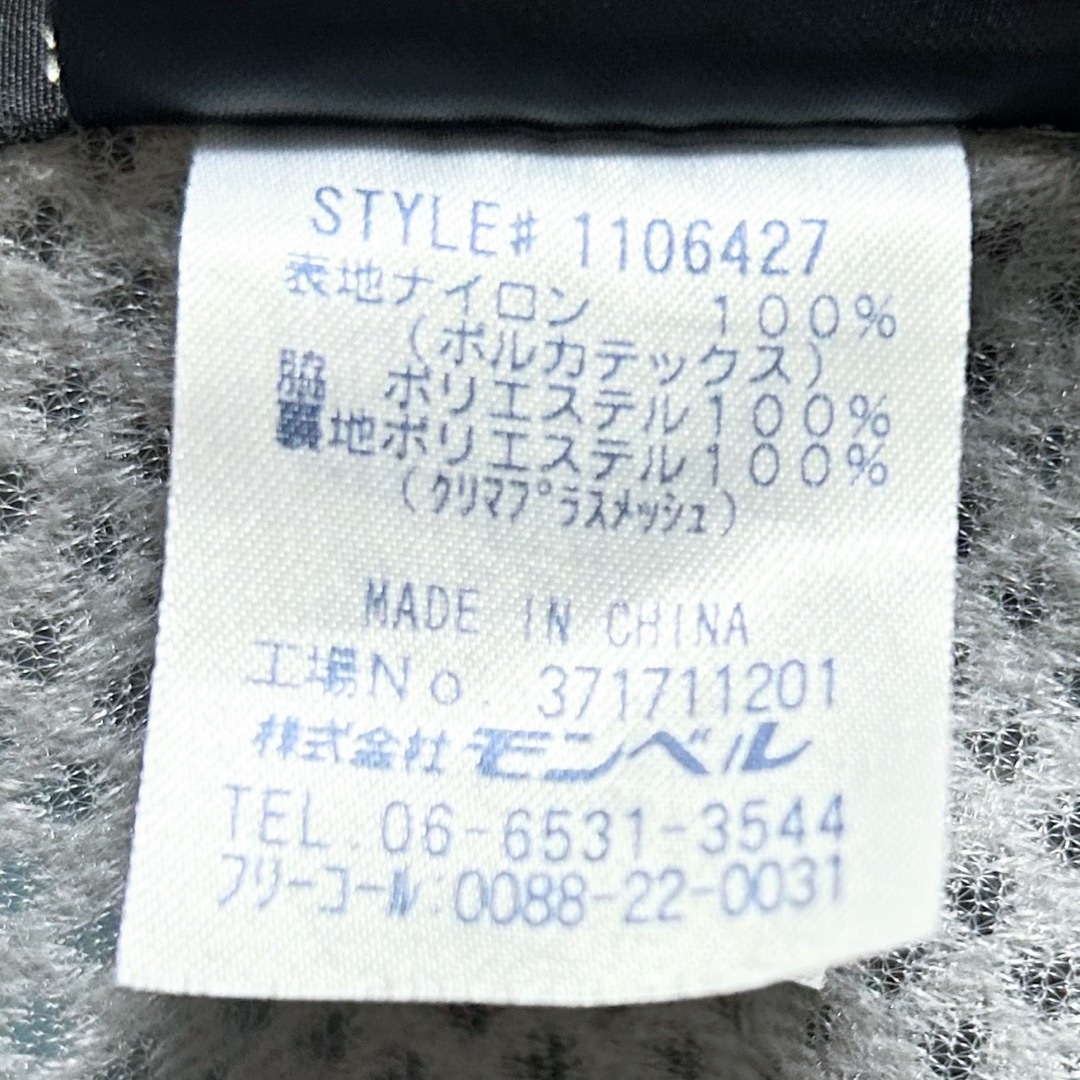 STYLE# 1106427
表地ナイロン 100%
(ポルカテックス)
脇 ポリエステル100%
裏地ポリエステル100%
(クリマプラスメッシュ)
MADE IN CHINA
工場No. 371711201
株式会社 モンベル
TEL 06-6531-3544
フリーコール:0088-22-0031